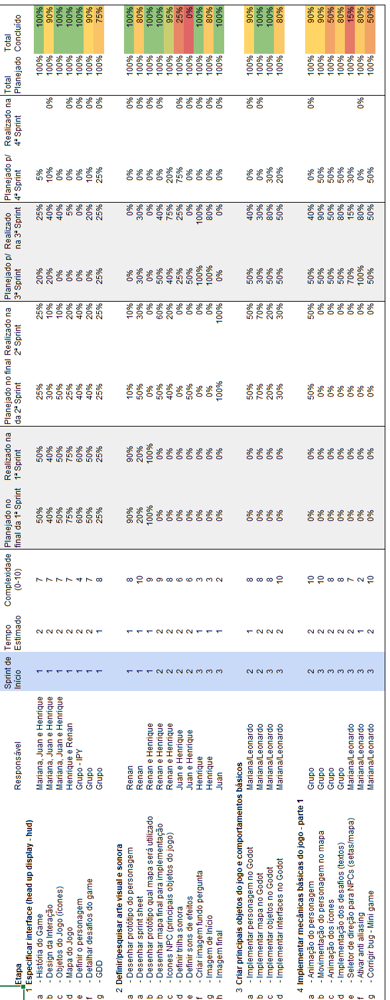 Etapa Responsável Sprint de Início Tempo Estimado Complexidade (0-10) Planejado no final da 1ª Sprint Realizado na 1ª Sprint Planejado no final da 2ª Sprint Realizado na 2ª Sprint Planejado p/ 3ª Sprint Realizado na 3ª Sprint Planejado p/ 4ª Sprint Realizado na 4ª Sprint Total Planejado Total Concluído
1 Especificar interface (head up display - hud)
a - História do Game Mariana, Juan e Henrique 1 2 7 50% 50% 25% 25% 20% 25% 5% 100% 100%
b - Design da Interação Mariana, Juan e Henrique 1 2 7 40% 40% 30% 10% 20% 40% 10% 0% 100% 90%
c - Objetos do Jogo (ícones) Mariana, Juan e Henrique 1 2 7 50% 50% 50% 10% 0% 40% 0% 100% 100%
d - Mapa do Jogo Henrique e Renan 1 2 7 75% 75% 25% 20% 0% 5% 0% 0% 100% 100%
e - Definir o personagem Grupo - IPY 1 2 4 60% 60% 40% 40% 0% 0% 0% 100% 100%
f - Detalhar desafios do game Grupo 1 2 7 50% 50% 40% 20% 0% 20% 10% 0% 100% 90%
g - GDD Grupo 1 1 8 25% 25% 25% 25% 25% 25% 25% 0% 100% 75%
2 Definir/pesquisar arte visual e sonora
a - Desenhar protótipo do personagem Renan 1 1 8 90% 90% 10% 10% 0% 0% 0% 0% 100% 100%
a - Desenhar sprint sheet Renan 1 1 10 20% 20% 50% 30% 30% 30% 0% 0% 100% 80%
b - Desenhar protótipo qual mapa será utilizado Renan e Henrique 1 1 9 100% 100% 0% 0% 0% 0% 0% 0% 100% 100%
b - Desenhar mapa final para implementação Renan e Henrique 2 2 9 0% 0% 50% 60% 50% 40% 0% 0% 100% 100%
c - Icones NPC (principais objetos do jogo) Renan e Henrique 2 2 8 0% 0% 40% 20% 40% 75% 20% 0% 100% 95%
d - Definir trilha sonora Juan e Henrique 2 2 6 0% 0% 0% 0% 25% 25% 75% 0% 100% 25%
e - Definir sons de efeitos Juan e Henrique 2 2 6 0% 0% 50% 0% 50% 0% 0% 0% 100% 0%
f - Criar imagem fundo pergunta Henrique 3 1 3 0% 0% 0% 0% 100% 100% 0% 0% 100% 100%
g - Imagem de Início Henrique 3 1 3 0% 0% 0% 0% 100% 80% 0% 0% 100% 80%
h - Imagem final Juan 3 1 2 0% 0% 100% 100% 0% 0% 0% 0% 100% 100%
3 Criar principais objetos do jogo e comportamentos básicos
a - Implementar personagem no Godot Mariana/Leonardo 2 1 8 0% 0% 50% 50% 50% 40% 0% 0% 100% 90%
b - Implementar mapa no Godot Mariana/Leonardo 2 2 8 0% 0% 70% 70% 30% 30% 0% 0% 100% 100%
c - Implementar objetos no Godot Mariana/Leonardo 3 2 8 0% 0% 20% 20% 50% 80% 30% 100% 100%
d - Implementar interfaces no Godot Mariana/Leonardo 3 2 10 0% 0% 30% 30% 50% 50% 20% 100% 80%
4 Implementar mecânicas básicas do jogo - parte 1
a - Animação do personagem Grupo 2 2 10 0% 0% 50% 50% 50% 40% 0% 0% 100% 90%
b - Movimentação do personagem no mapa Grupo 3 2 10 0% 0% 0% 0% 50% 90% 50% 100% 90%
c - Animação dos ícones Grupo 3 2 8 0% 0% 0% 0% 50% 50% 50% 100% 50%
d - Implementação dos desafios (textos) Grupo 3 2 8 0% 0% 0% 0% 50% 80% 50% 100% 80%
e - Seletor de direção para NPCs (setas/mapa) Mariana/Leonardo 3 2 7 0% 0% 0% 0% 70% 15% 30% 100% 15%
f - Ativar anti aliasing Mariana/Leonardo 3 1 2 0% 0% 0% 0% 100% 80% 0% 0% 100% 80%
g - Corrigir bug - Mini game Mariana/Leonardo 3 2 10 0% 0% 0% 0% 50% 50% 50% 100% 50%